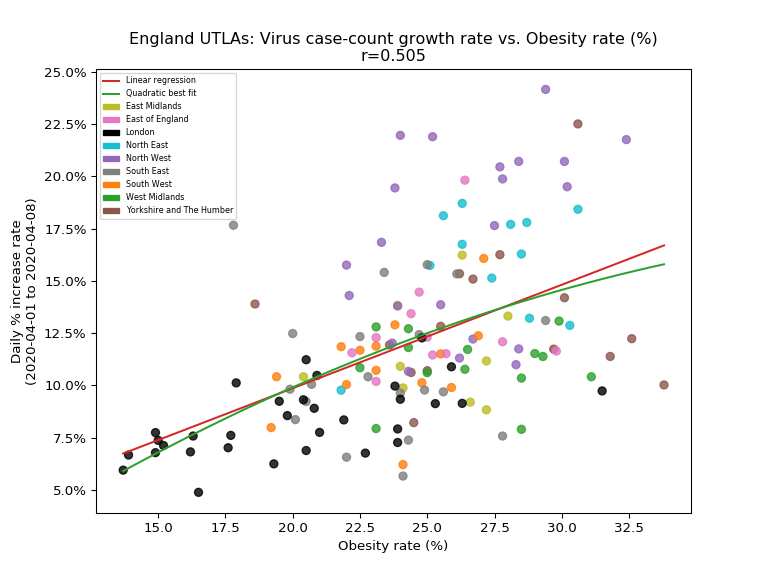 England UTLAs: Virus case-count growth rate vs. Obesity rate (%)
r=0.505
25.0%
22.5%
20.0%
17.5%
15.0%
12.5%
10.0%
7.5%
5.0%
Daily % increase rate
(2020-04-01 to 2020-04-08)
Linear regression
Quadratic best fit
East Midlands
East of England
London
North East
North West
South East
South West
West Midlands
Yorkshire and The Humber
15.0 17.5 20.0 22.5 25.0 27.5 30.0 32.5
Obesity rate (%)